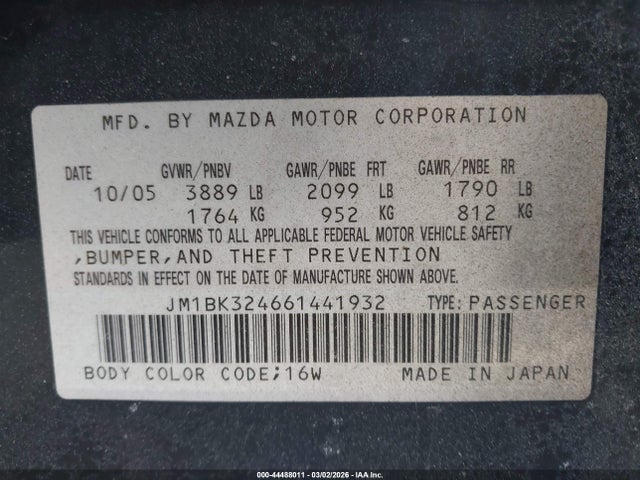 MFD. BY MAZDA MOTOR CORPORATION
DATE GVWR/PNBV GAWR/PNBE FRT GAWR/PNBE RR
10/05 3889 LB 2099 LB 1790 LB
1764 KG 952 KG 812 KG
THIS VEHICLE CONFORMS TO ALL APPLICABLE FEDERAL MOTOR VEHICLE SAFETY
,BUMPER,AND THEFT PREVENTION
STANDARDS IN EFFECT ON THE DATE OF MANUFACTURE SHOWN ABOVE.
JM1BK324661441932 TYPE:PASSENGER
BODY COLOR CODE;16W MADE IN JAPAN
000-44488011 - 03/02/2026 - IAA Inc.